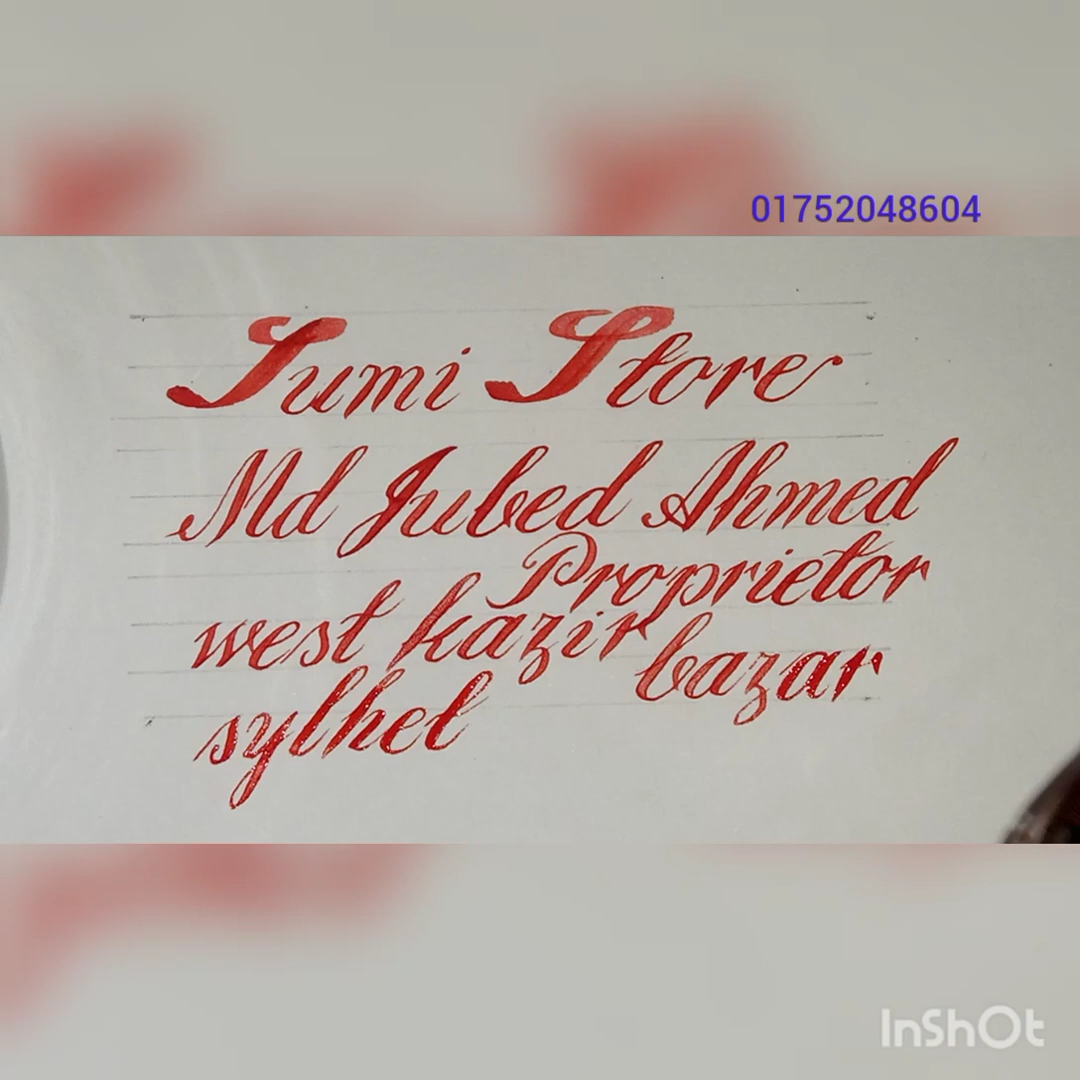 01752048604
Sumi Store
Md Jubed Ahmed
Proprietor
west kazir bazar
sylhet
InShOt